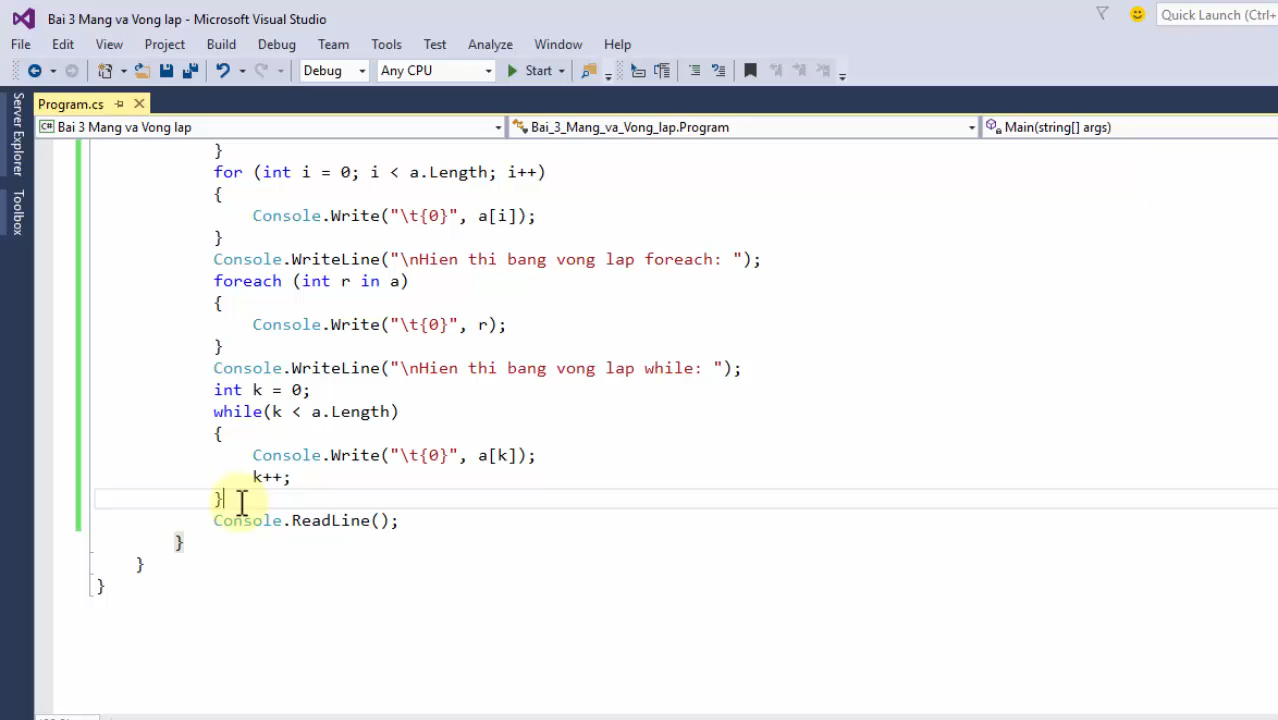 Bai 3 Mang va Vong lap - Microsoft Visual Studio
Quick Launch (Ctrl+
File Edit View Project Build Debug Team Tools Test Analyze Window Help
Debug Any CPU Start
Program.cs
Bai 3 Mang va Vong lap Bai_3_Mang_va_Vong_lap.Program Main(string[] args)
Server Explorer
Toolbox
}
for (int i = 0; i < a.Length; i++)
{
Console.Write("\t{0}", a[i]);
}
Console.WriteLine("\nHien thi bang vong lap foreach: ");
foreach (int r in a)
{
Console.Write("\t{0}", r);
}
Console.WriteLine("\nHien thi bang vong lap while: ");
int k = 0;
while(k < a.Length)
{
Console.Write("\t{0}", a[k]);
k++;
}
Console.ReadLine();
}
}
}